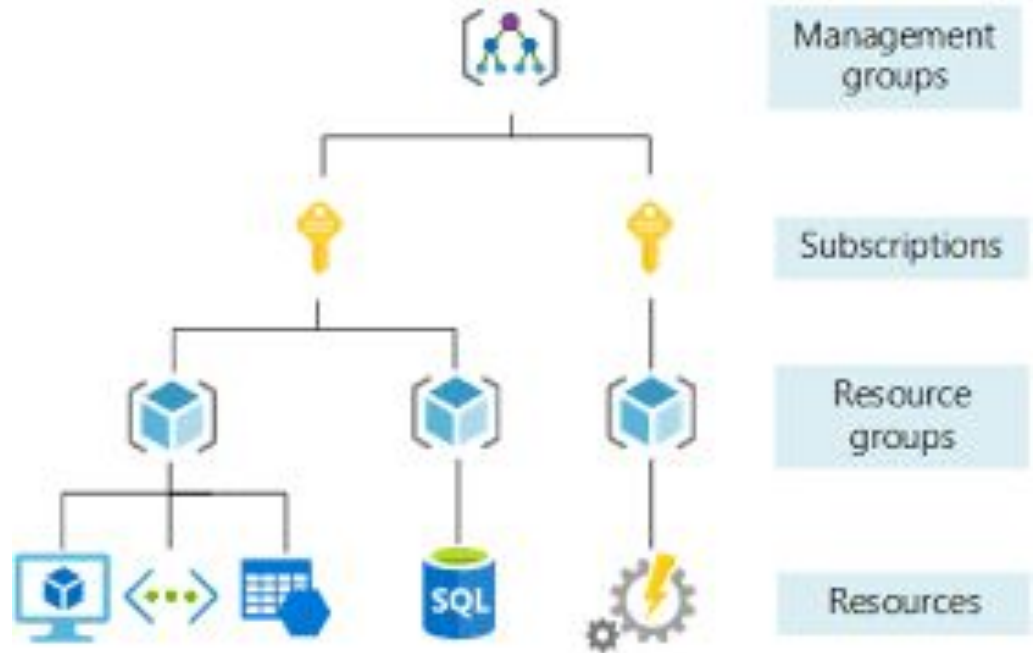 Management
groups
Subscriptions
Resource
groups
SQL
Resources